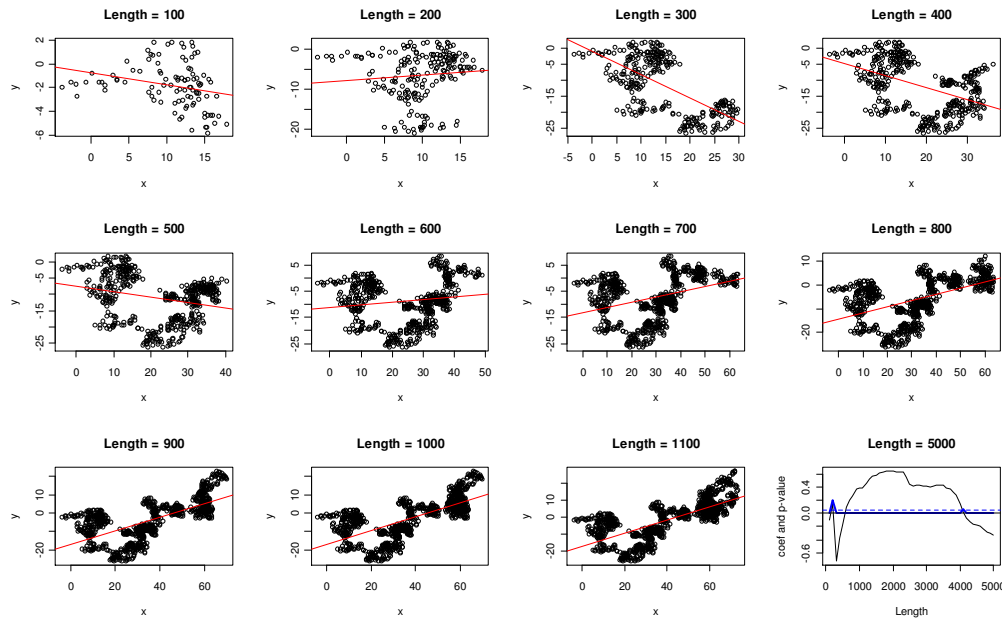 Length = 100
Length = 200
Length = 300
Length = 400
y
2
0
-2
-4
-6
0 5 10 15
x
y
0
-10
-20
0 5 10 15
x
y
-5
-15
-25
-5 0 5 10 15 20 25 30
x
y
0
-5
-15
-25
0 10 20 30
x
Length = 500
Length = 600
Length = 700
Length = 800
y
0
-5
-15
-25
0 10 20 30 40
x
y
5
-5
-15
-25
0 10 20 30 40 50
x
y
5
-5
-15
-25
0 10 20 30 40 50 60
x
y
10
0
-20
0 10 20 30 40 50 60
x
Length = 900
Length = 1000
Length = 1100
Length = 5000
y
10
0
-20
0 20 40 60
x
y
10
0
-20
0 20 40 60
x
y
10
0
-20
0 20 40 60
x
coef and p-value
0.4
0.0
-0.6
0 1000 3000 5000
Length